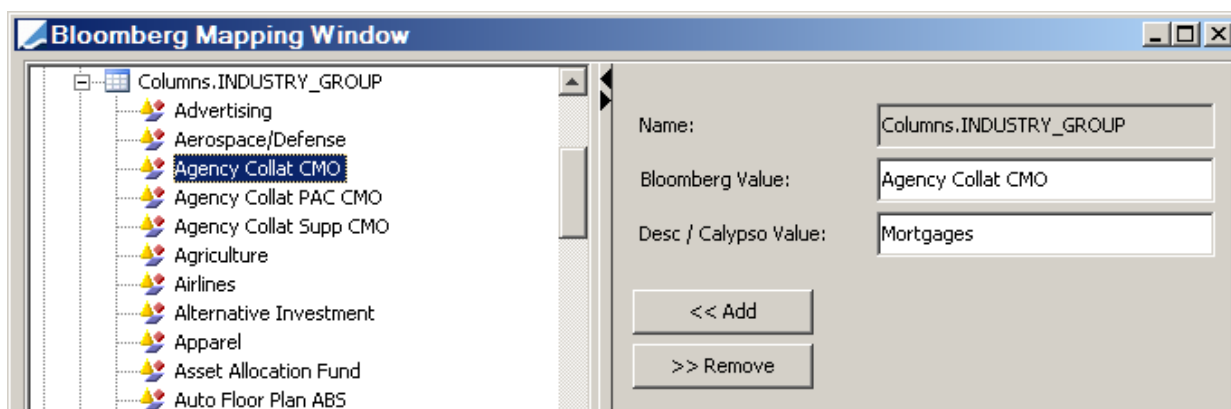 Bloomberg Mapping Window
Columns.INDUSTRY_GROUP
Advertising
Aerospace/Defense
Agency Collat CMO
Agency Collat PAC CMO
Agency Collat Supp CMO
Agriculture
Airlines
Alternative Investment
Apparel
Asset Allocation Fund
Auto Floor Plan ABS
Name: Columns.INDUSTRY_GROUP
Bloomberg Value: Agency Collat CMO
Desc / Calypso Value: Mortgages
<< Add
>> Remove